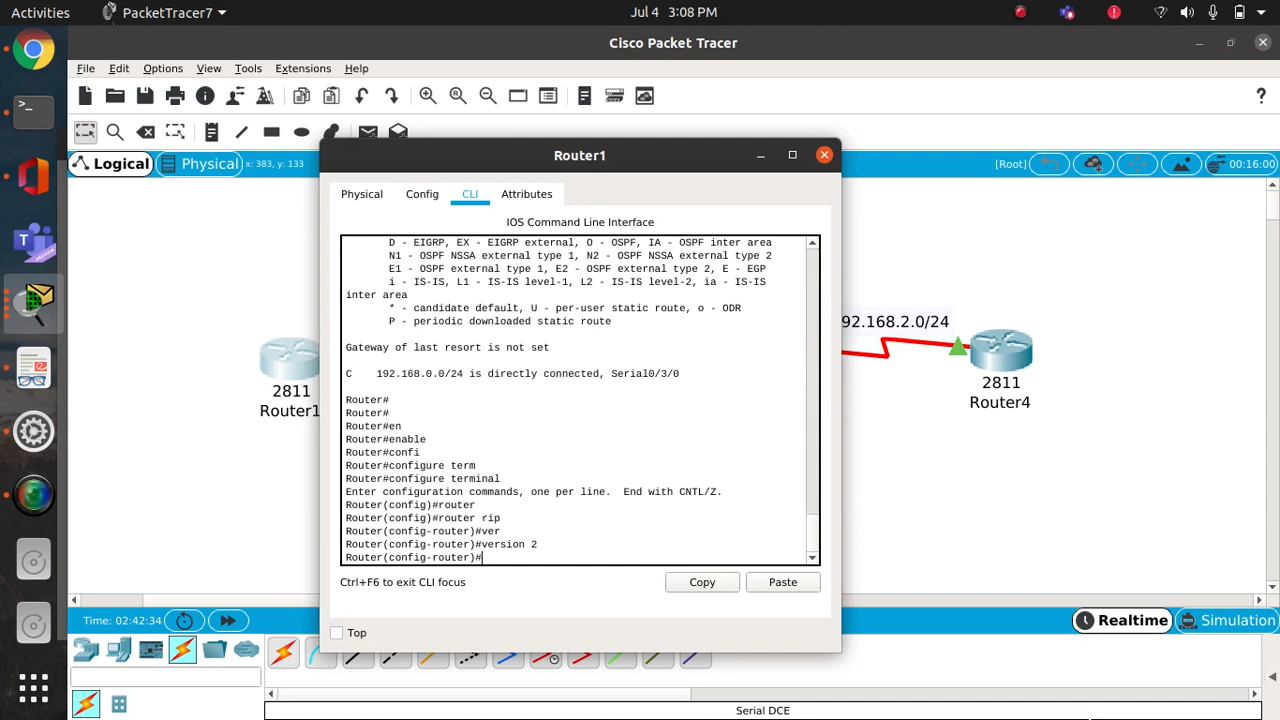 Activities PacketTracer7 Jul 4 3:08 PM
Cisco Packet Tracer
File Edit Options View Tools Extensions Help
Logical Physical x: 383, y: 133 [Root] 00:16:00
Router1
Physical Config CLI Attributes
IOS Command Line Interface
D - EIGRP, EX - EIGRP external, O - OSPF, IA - OSPF inter area
N1 - OSPF NSSA external type 1, N2 - OSPF NSSA external type 2
E1 - OSPF external type 1, E2 - OSPF external type 2, E - EGP
i - IS-IS, L1 - IS-IS level-1, L2 - IS-IS level-2, ia - IS-IS
inter area
* - candidate default, U - per-user static route, o - ODR
P - periodic downloaded static route
Gateway of last resort is not set
C 192.168.0.0/24 is directly connected, Serial0/3/0
Router#
Router#
Router#en
Router#enable
Router#confi
Router#configure term
Router#configure terminal
Enter configuration commands, one per line. End with CNTL/Z.
Router(config)#router
Router(config)#router rip
Router(config-router)#ver
Router(config-router)#version 2
Router(config-router)#
Ctrl+F6 to exit CLI focus Copy Paste
Top
2811
Router1
92.168.2.0/24
2811
Router4
Time: 02:42:34 Realtime Simulation
Serial DCE